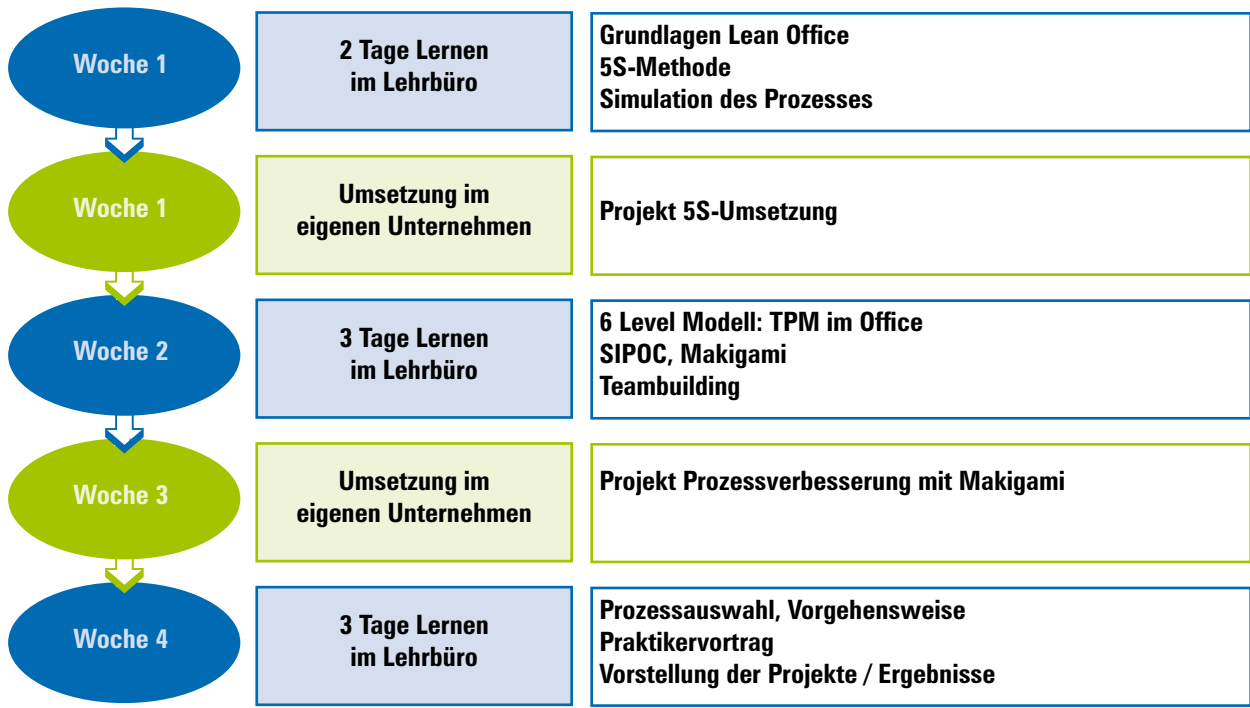 Woche 1
2 Tage Lernen
im Lehrbüro
Grundlagen Lean Office
5S-Methode
Simulation des Prozesses
Woche 1
Umsetzung im
eigenen Unternehmen
Projekt 5S-Umsetzung
Woche 2
3 Tage Lernen
im Lehrbüro
6 Level Modell: TPM im Office
SIPOC, Makigami
Teambuilding
Woche 3
Umsetzung im
eigenen Unternehmen
Projekt Prozessverbesserung mit Makigami
Woche 4
3 Tage Lernen
im Lehrbüro
Prozessauswahl, Vorgehensweise
Praktikervortrag
Vorstellung der Projekte / Ergebnisse